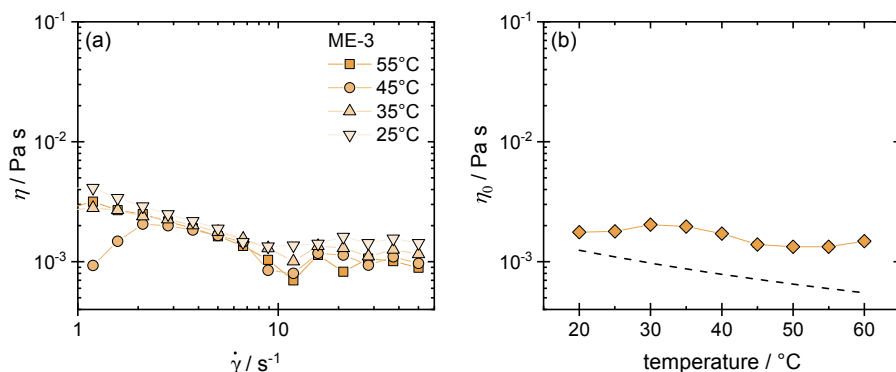 (a)
ME-3
55°C
45°C
35°C
25°C
10⁻¹
10⁻²
10⁻³
η / Pa s
1
10
γ̇ / s⁻¹
(b)
10⁻¹
10⁻²
10⁻³
η₀ / Pa s
20
30
40
50
60
temperature / °C